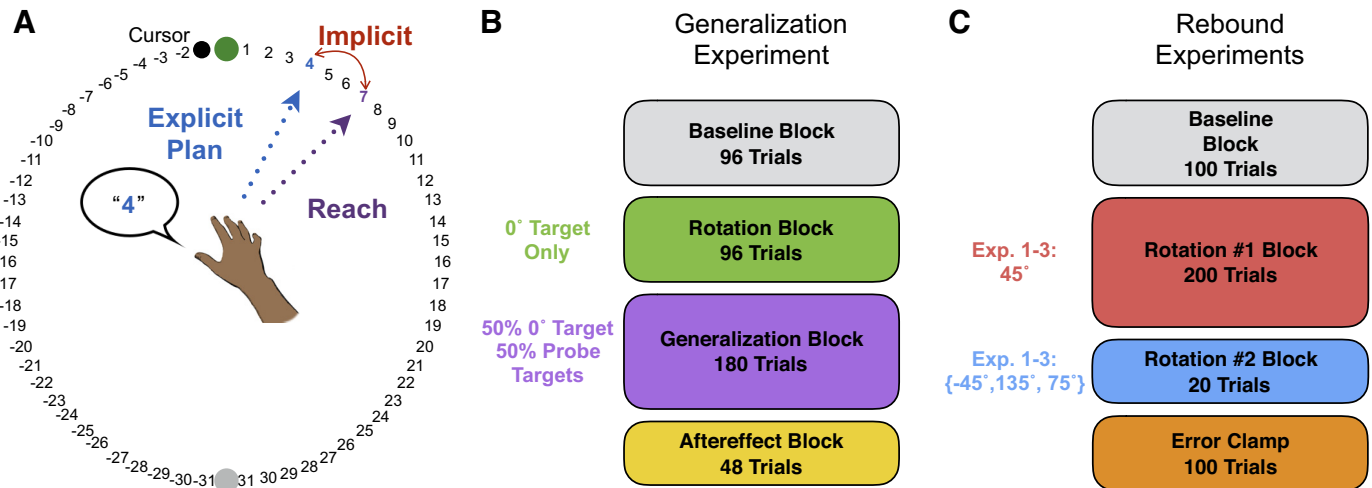 A
Cursor
-2
1
2
3
4
5
6
7
8
9
10
11
12
13
14
15
16
17
18
19
20
21
22
23
24
25
26
27
28
29
30
31
-31
-30
-29
-28
-27
-26
-25
-24
-23
-22
-21
-20
-19
-18
17
16
15
-14
-13
-12
-11
-10
-9
-8
-7
-6
-5
-4
-3
Implicit
Explicit
Plan
"4"
Reach
B
Generalization
Experiment
Baseline Block
96 Trials
0° Target
Only
Rotation Block
96 Trials
50% 0° Target
50% Probe
Targets
Generalization Block
180 Trials
Aftereffect Block
48 Trials
C
Rebound
Experiments
Baseline
Block
100 Trials
Exp. 1-3:
45°
Rotation #1 Block
200 Trials
Exp. 1-3:
{-45°,135°, 75°}
Rotation #2 Block
20 Trials
Error Clamp
100 Trials